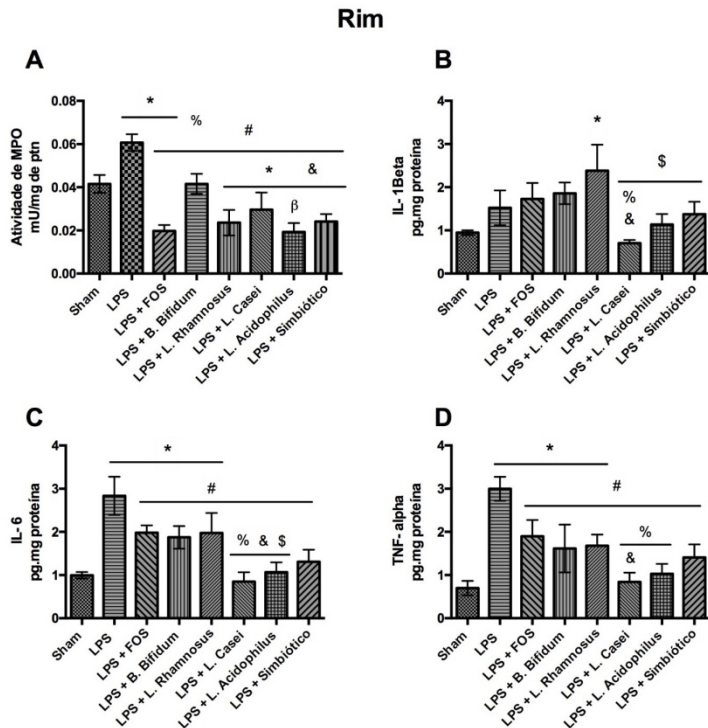 Rim
A
Atividade de MPO
mU/mg de ptn
0.08
0.06
0.04
0.02
0.00
*
%
#
*
&
β
Sham
LPS
LPS + FOS
LPS + B. Bifidum
LPS + L. Rhamnosus
LPS + L. Casei
LPS + L. Acidophilus
LPS + Simbiótico
B
IL- 1Beta
pg.mg proteína
4
3
2
1
0
*
$
%
&
Sham
LPS
LPS + FOS
LPS + B. Bifidum
LPS + L. Rhamnosus
LPS + L. Casei
LPS + L. Acidophilus
LPS + Simbiótico
C
IL- 6
pg.mg proteína
4
3
2
1
0
*
#
% & $
Sham
LPS
LPS + FOS
LPS + B. Bifidum
LPS + L. Rhamnosus
LPS + L. Casei
LPS + L. Acidophilus
LPS + Simbiótico
D
TNF- alpha
pg.mg proteína
4
3
2
1
0
*
#
%
&
Sham
LPS
LPS + FOS
LPS + B. Bifidum
LPS + L. Rhamnosus
LPS + L. Casei
LPS + L. Acidophilus
LPS + Simbiótico